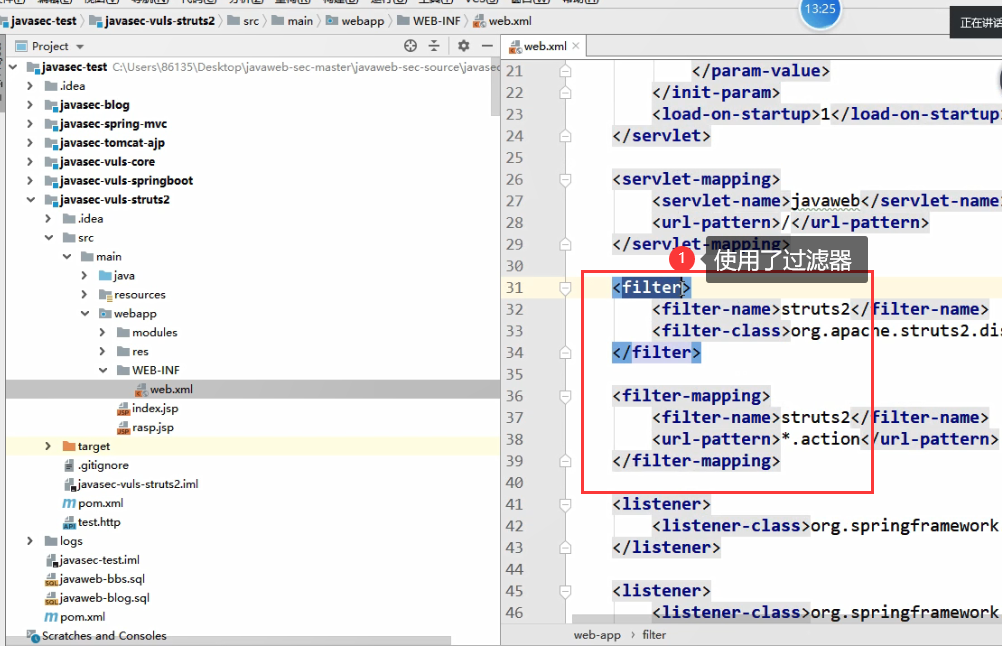 13:25
正在讲话
javasec-test javasec-vuls-struts2 src main webapp WEB-INF web.xml
Project
web.xml
javasec-test C:\Users\86135\Desktop\javaweb-sec-master\javaweb-sec-source\javasec
.idea
javasec-blog
javasec-spring-mvc
javasec-tomcat-ajp
javasec-vuls-core
javasec-vuls-springboot
javasec-vuls-struts2
.idea
src
main
java
resources
webapp
modules
res
WEB-INF
web.xml
index.jsp
rasp.jsp
target
.gitignore
javasec-vuls-struts2.iml
pom.xml
test.http
logs
javasec-test.iml
javaweb-bbs.sql
javaweb-blog.sql
pom.xml
Scratches and Consoles
21 </param-value>
22 </init-param>
23 <load-on-startup>1</load-on-startup>
24 </servlet>
25
26 <servlet-mapping>
27 <servlet-name>javaweb</servlet-name>
28 <url-pattern>/</url-pattern>
29 </servlet-mapping>
1 使用了过滤器
30
31 <filter>
32 <filter-name>struts2</filter-name>
33 <filter-class>org.apache.struts2.dis
34 </filter>
35
36 <filter-mapping>
37 <filter-name>struts2</filter-name>
38 <url-pattern>*.action</url-pattern>
39 </filter-mapping>
40
41 <listener>
42 <listener-class>org.springframework
43 </listener>
44
45 <listener>
46 <listener-class>org.springframework
web-app › filter